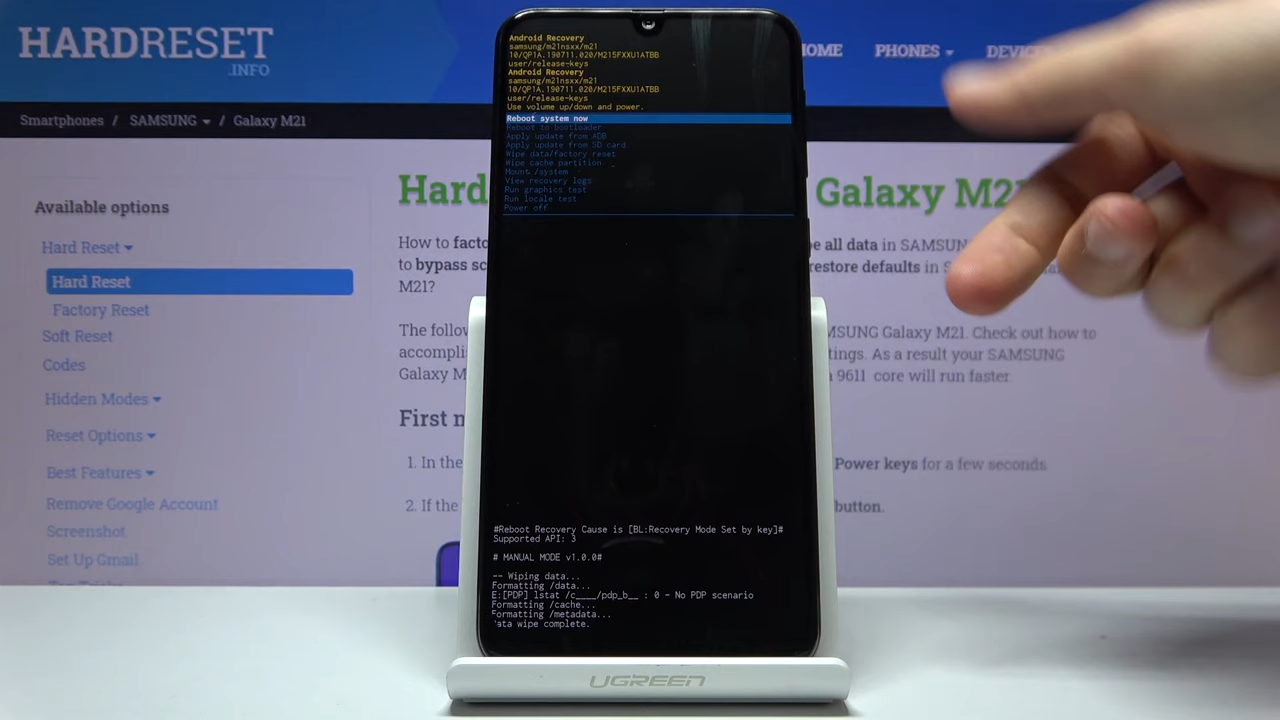 HARDRESET
.INFO
HOME PHONES DEVICES
Smartphones / SAMSUNG / Galaxy M21
Available options
Hard Reset
Hard Reset
Factory Reset
Soft Reset
Codes
Hidden Modes
Reset Options
Best Features
Remove Google Account
Screenshot
Set Up Gmail
Android Recovery
samsung/m21nsxx/m21
10/QP1A.190711.020/M215FXXU1ATBB
user/release-keys
Android Recovery
samsung/m21nsxx/m21
10/QP1A.190711.020/M215FXXU1ATBB
user/release-keys
Use volume up/down and power.
Reboot system now
Reboot to bootloader
Apply update from ADB
Apply update from SD card
Wipe data/factory reset
Wipe cache partition
Mount /system
View recovery logs
Run graphics test
Run locale test
Power off
#Reboot Recovery Cause is [BL:Recovery Mode Set by key]#
Supported API: 3
# MANUAL MODE v1.0.0#
-- Wiping data...
Formatting /data...
E:[PDP] lstat /c____/pdp_b__ : 0 - No PDP scenario
Formatting /cache...
Formatting /metadata...
ata wipe complete.
Hard Galaxy M21
How to facto e all data in SAMSUN
to bypass sc restore defaults in S
M21?
The follow MSUNG Galaxy M21. Check out how to
accompli tings. As a result your SAMSUNG
Galaxy M 9611 core will run faster.
First
1. In the Power keys for a few seconds
2. If the button.
UGREEN